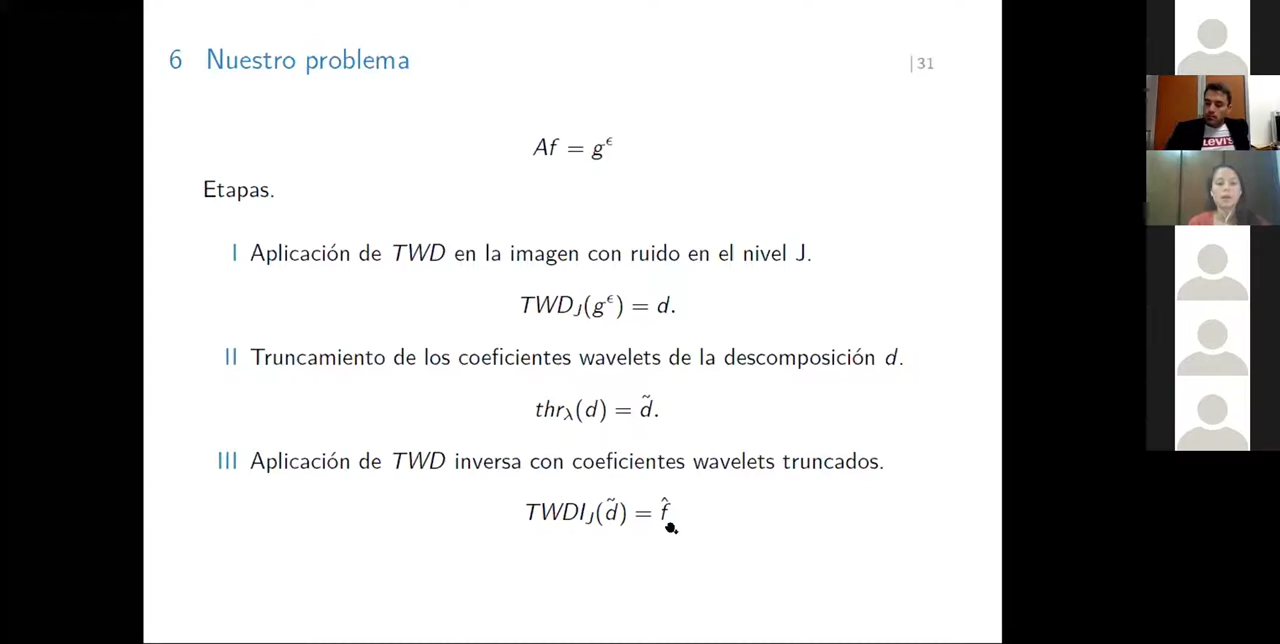 6 Nuestro problema
| 31
Af = g^ϵ
Etapas.
I Aplicación de TWD en la imagen con ruido en el nivel J.
TWD_J(g^ϵ) = d.
II Truncamiento de los coeficientes wavelets de la descomposición d.
thr_λ(d) = d̃.
III Aplicación de TWD inversa con coeficientes wavelets truncados.
TWDI_J(d̃) = f̂
LEVI'S